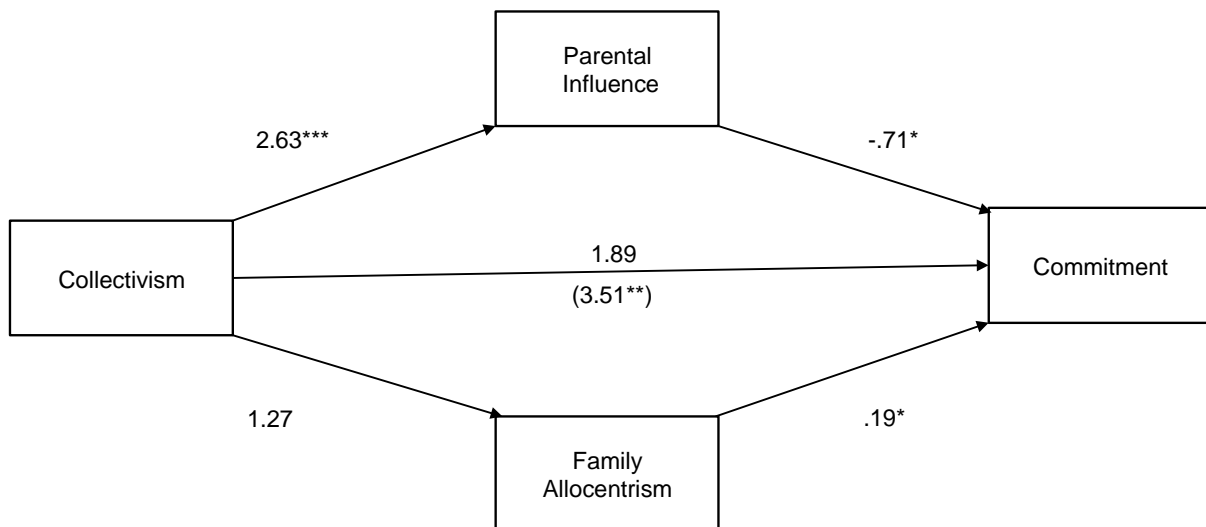 Parental
Influence
2.63***
-.71*
Collectivism
1.89
(3.51**)
Commitment
1.27
.19*
Family
Allocentrism